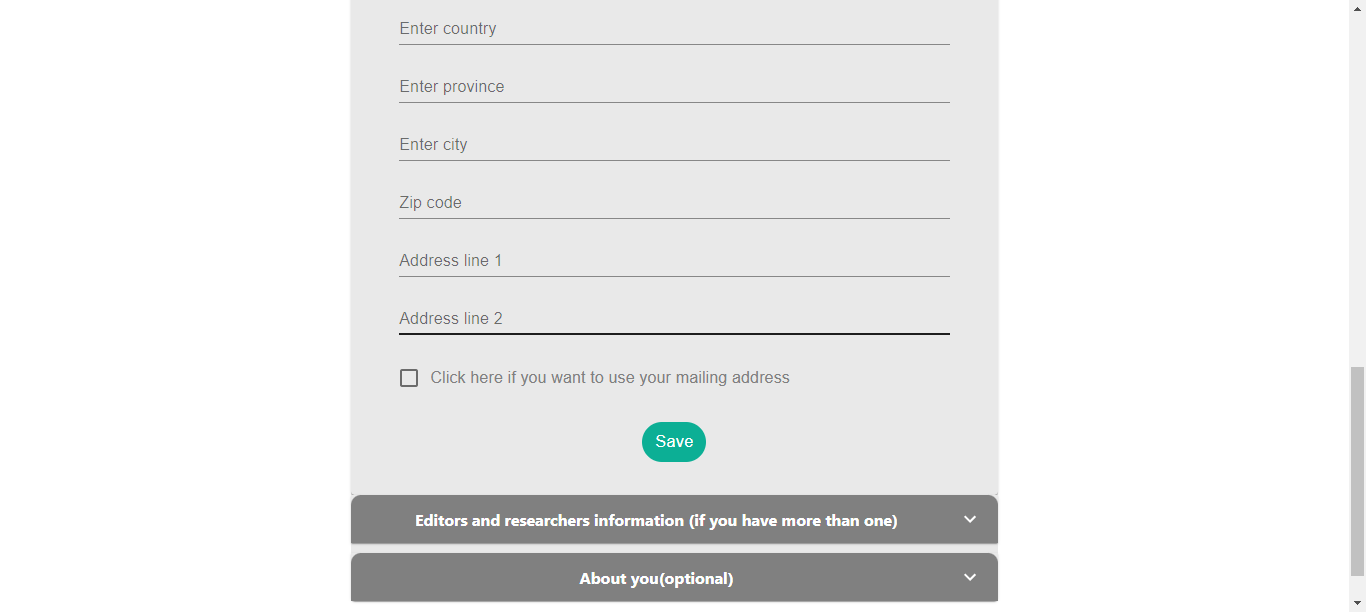 Enter country
Enter province
Enter city
Zip code
Address line 1
Address line 2
Click here if you want to use your mailing address
Save
Editors and researchers information (if you have more than one)
About you(optional)